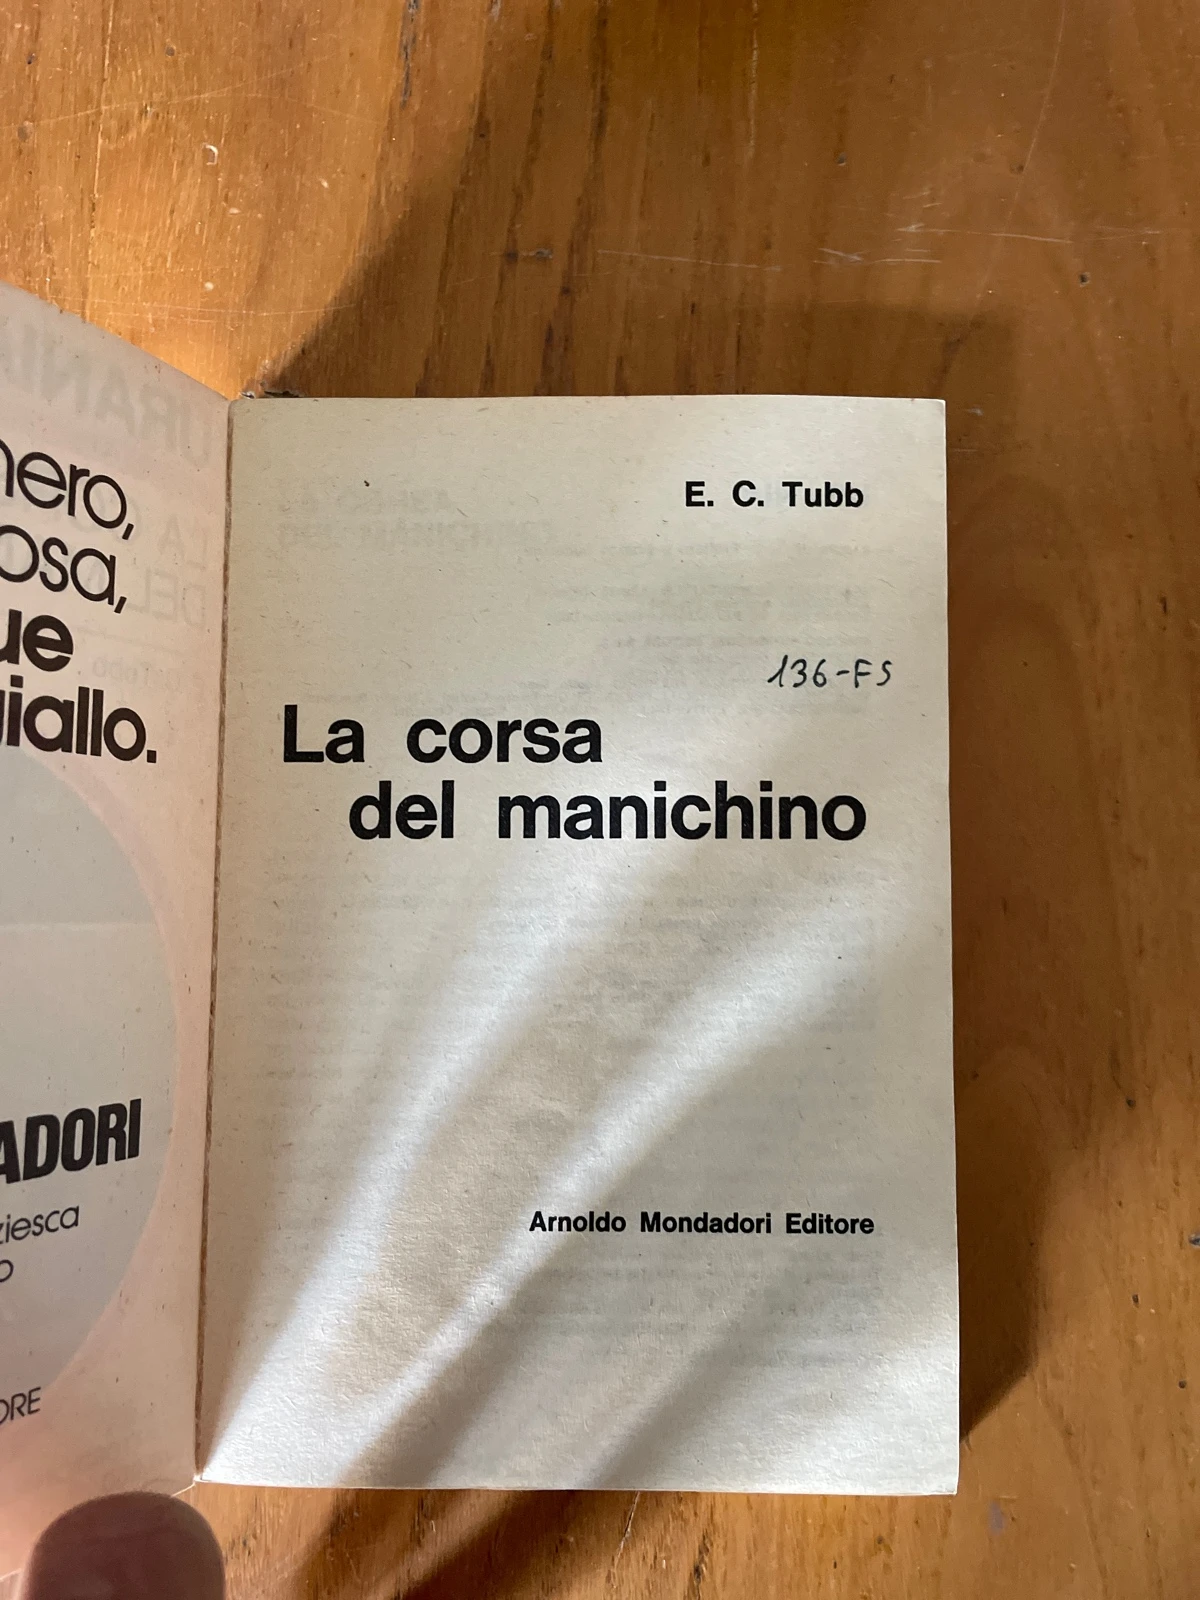 nero,
osa,
ue
giallo.
ADORI
ziesca
o
ORE
E. C. Tubb
136-FS
La corsa
del manichino
Arnoldo Mondadori Editore